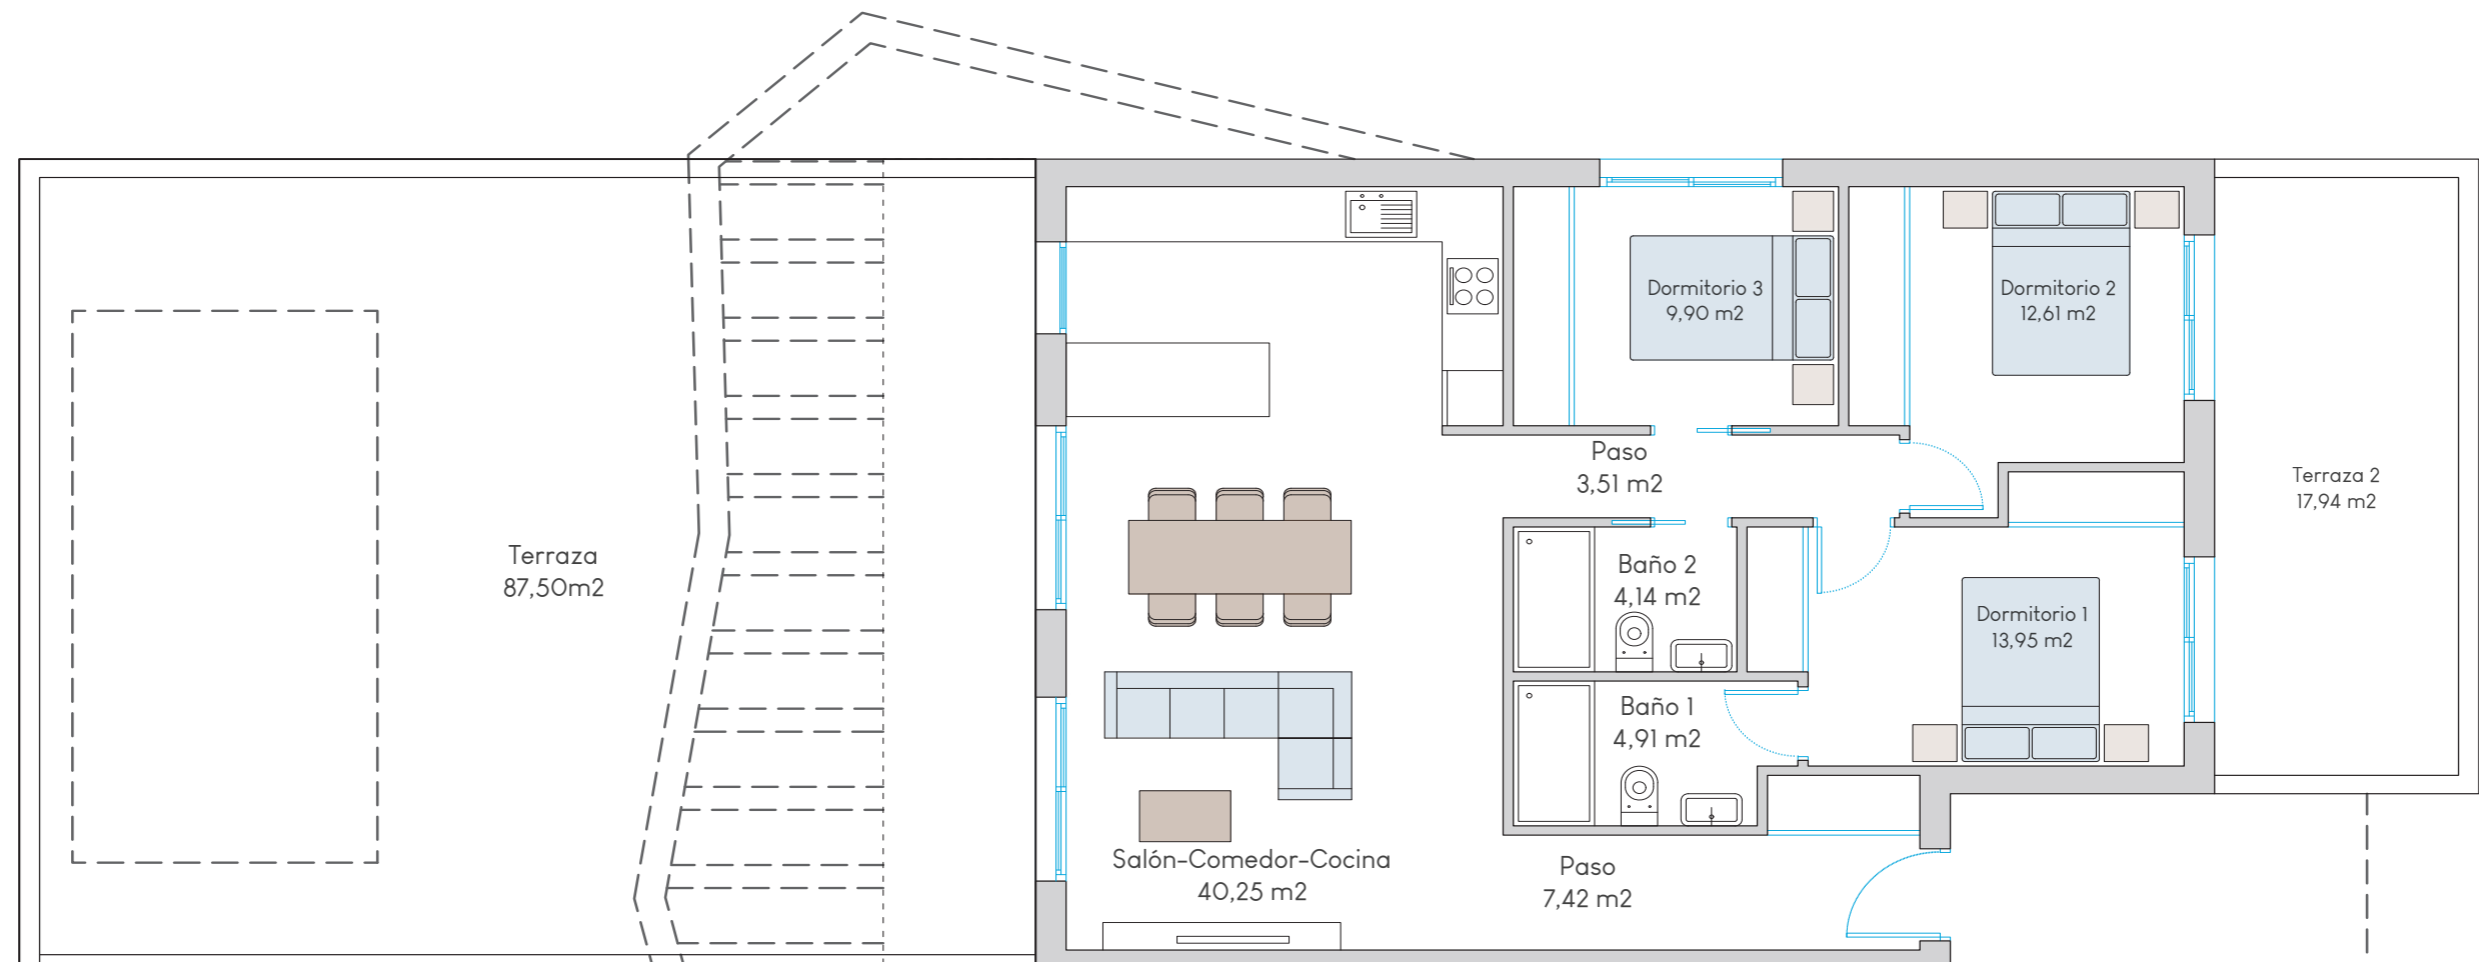 Dormitorio 3
9,90 m2
Dormitorio 2
12,61 m2
Paso
3,51 m2
Terraza 2
17,94 m2
Terraza
87,50m2
Baño 2
4,14 m2
Dormitorio 1
13,95 m2
Baño 1
4,91 m2
Salón-Comedor-Cocina
40,25 m2
Paso
7,42 m2